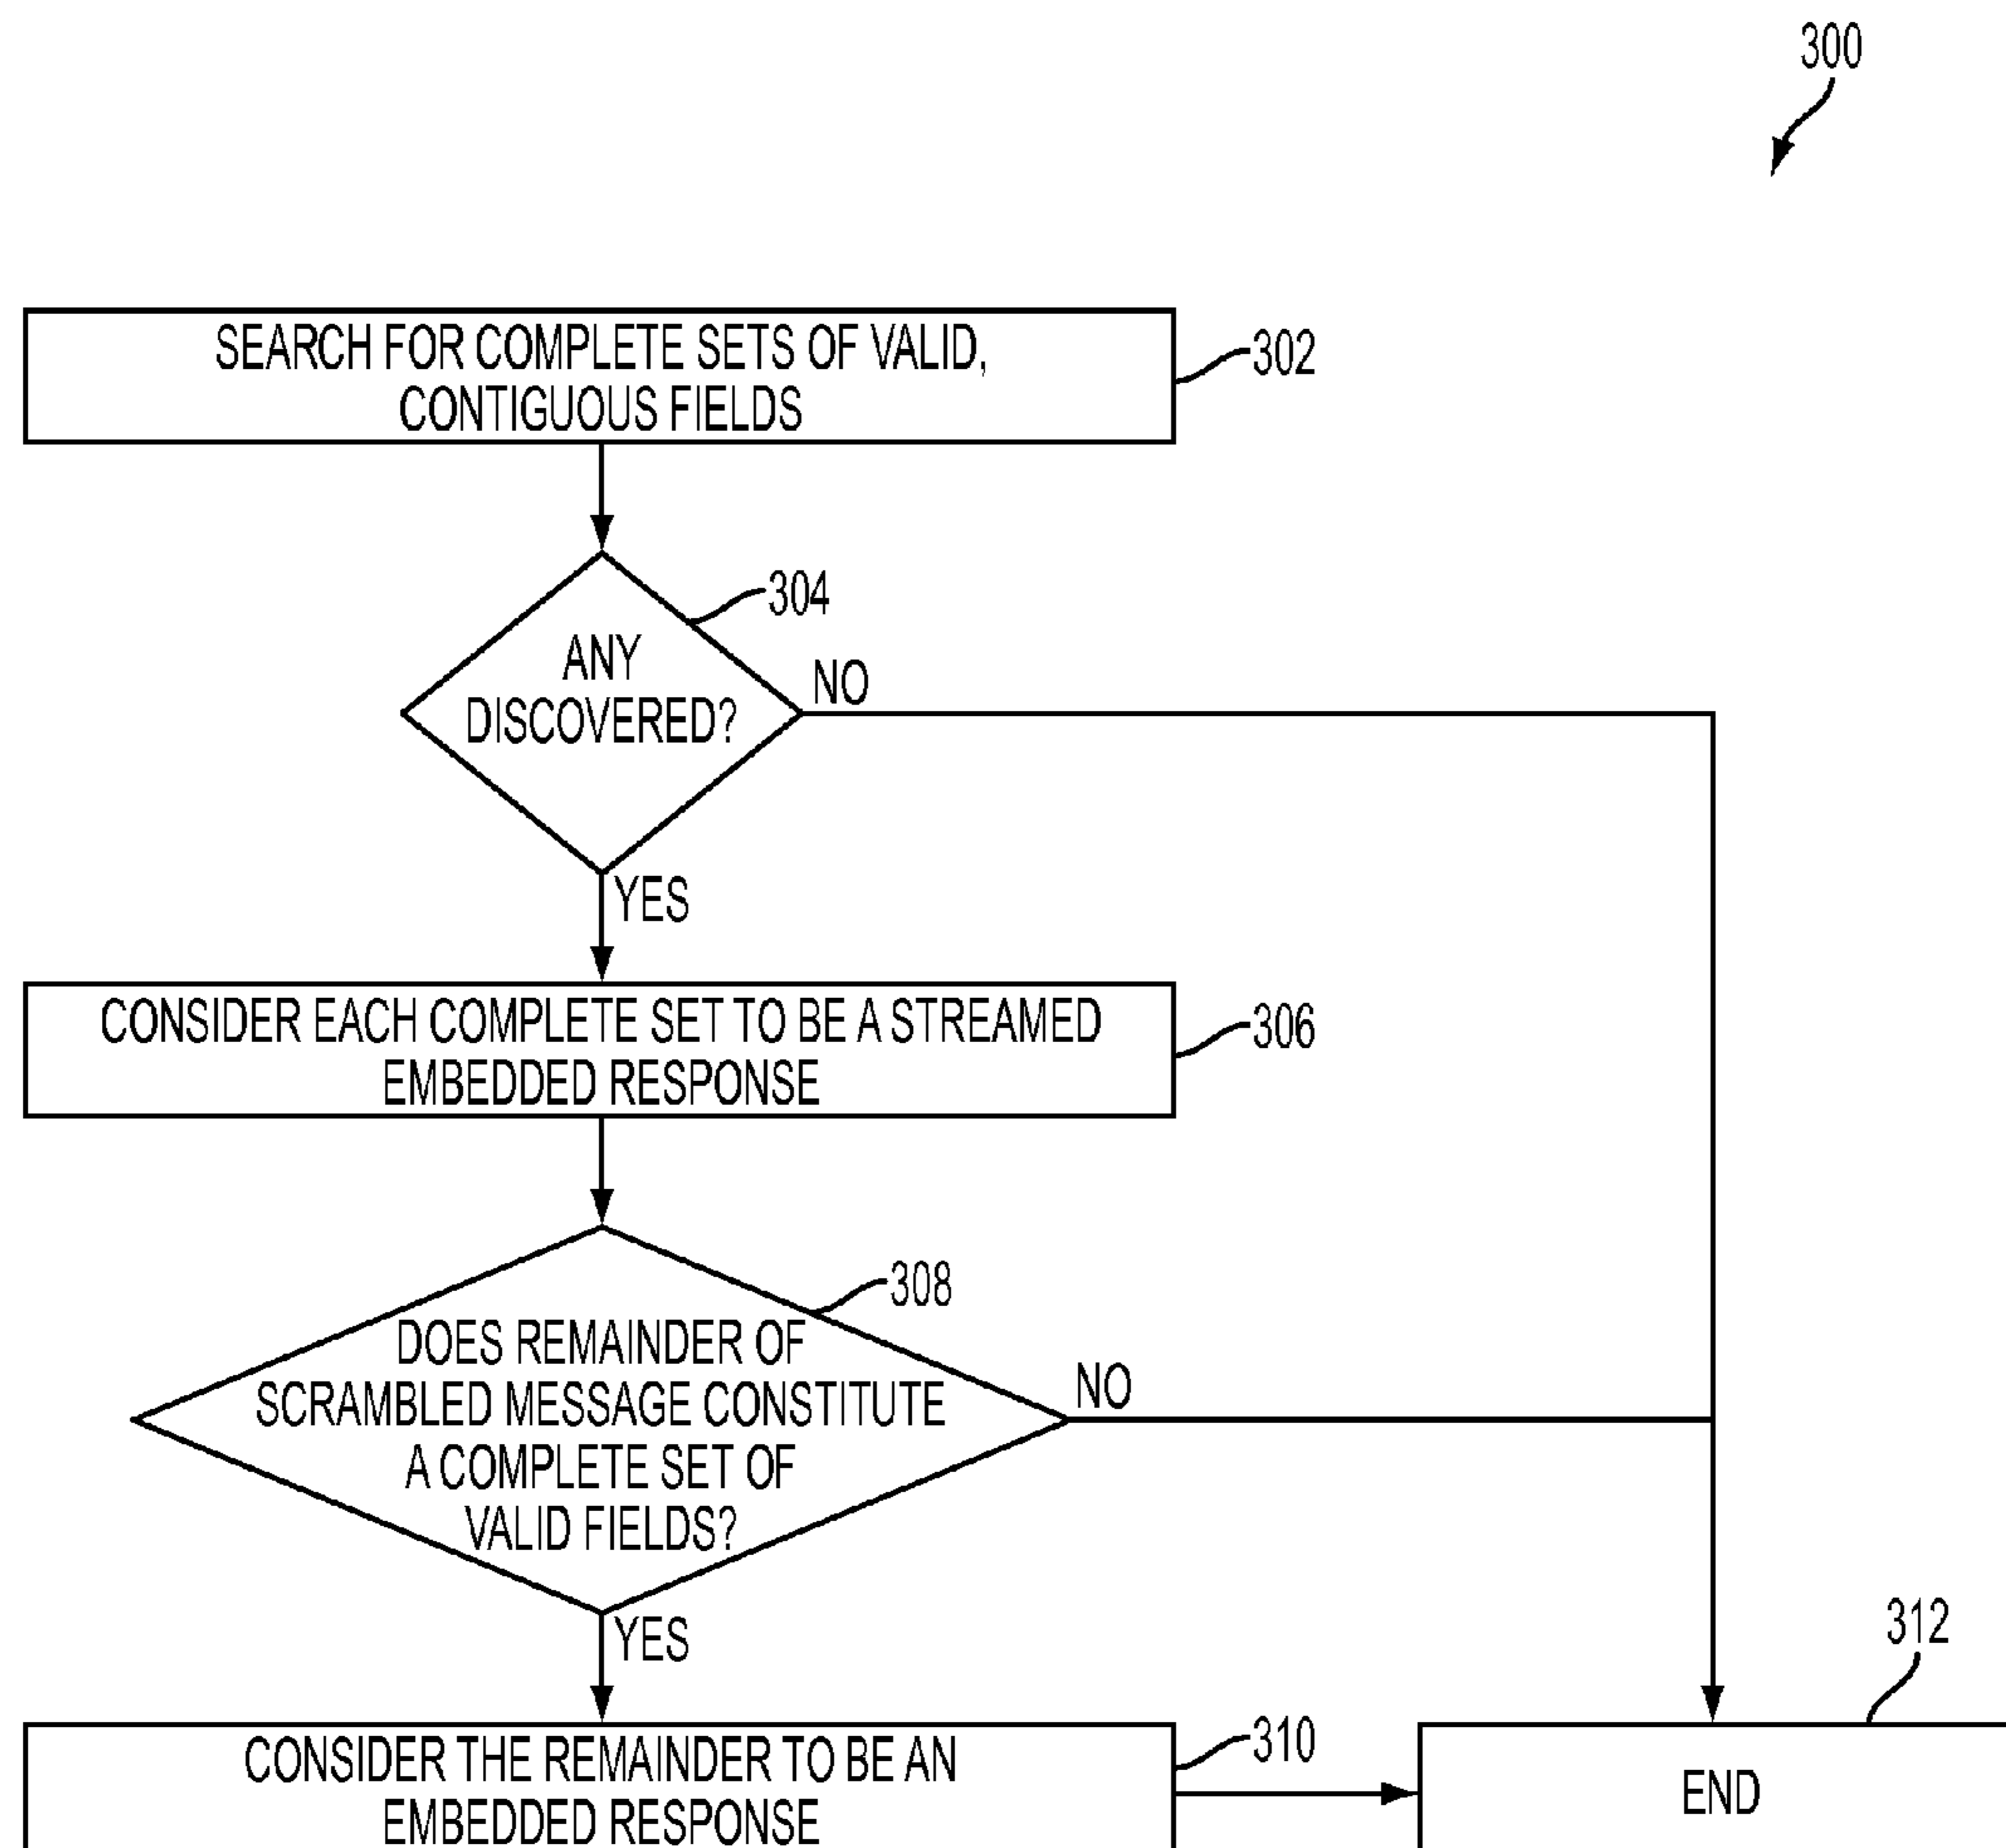 300
SEARCH FOR COMPLETE SETS OF VALID,
CONTIGUOUS FIELDS
302
304
ANY
DISCOVERED?
NO
YES
CONSIDER EACH COMPLETE SET TO BE A STREAMED
EMBEDDED RESPONSE
306
308
DOES REMAINDER OF
SCRAMBLED MESSAGE CONSTITUTE
A COMPLETE SET OF
VALID FIELDS?
NO
YES
312
CONSIDER THE REMAINDER TO BE AN
EMBEDDED RESPONSE
310
END